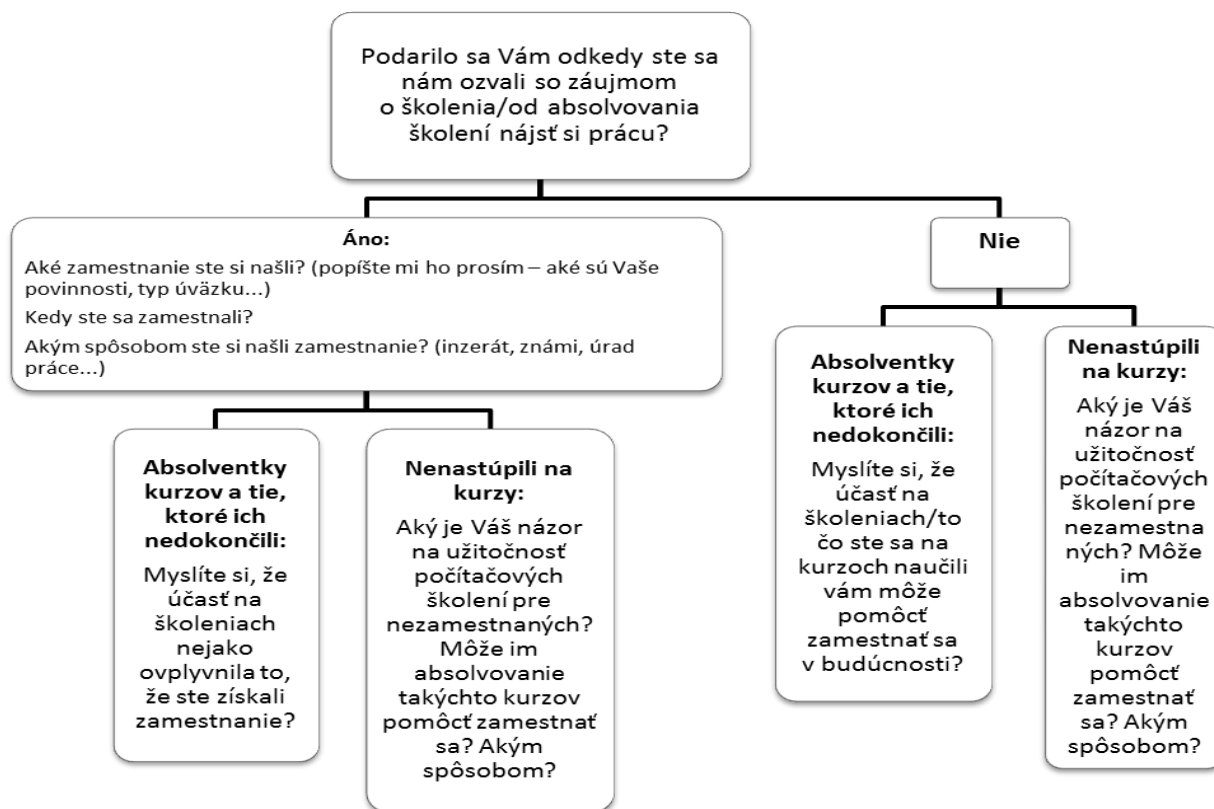 Podarilo sa Vám odkedy ste sa
nám ozvali so záujmom
o školenia/od absolvovania
školení nájsť si prácu?
Áno:
Aké zamestnanie ste si našli? (popíšte mi ho prosím – aké sú Vaše
povinnosti, typ úväzku...)
Kedy ste sa zamestnali?
Akým spôsobom ste si našli zamestnanie? (inzerát, známi, úrad
práce...)
Nie
Absolventky
kurzov a tie,
ktoré ich
nedokončili:
Myslíte si, že
účasť na
školeniach
nejako
ovplyvnila to,
že ste získali
zamestnanie?
Nenastúpili na
kurzy:
Aký je Váš názor
na užitočnosť
počítačových
školení pre
nezamestnaných?
Môže im
absolvovanie
takýchto kurzov
pomôcť zamestnať
sa? Akým
spôsobom?
Absolventky
kurzov a tie,
ktoré ich
nedokončili:
Myslíte si, že
účasť na
školeniach/to
čo ste sa na
kurzoch naučili
vám môže
pomôcť
zamestnať sa
v budúcnosti?
Nenastúpili
na kurzy:
Aký je Váš
názor na
užitočnosť
počítačových
školení pre
nezamestna
ných? Môže
im
absolvovanie
takýchto
kurzov
pomôcť
zamestnať
sa? Akým
spôsobom?